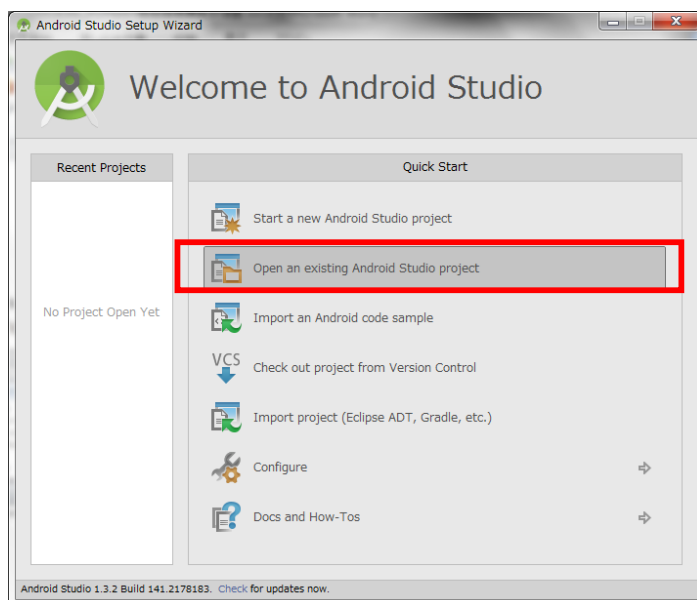 Android Studio Setup Wizard
Welcome to Android Studio
Recent Projects
No Project Open Yet
Quick Start
Start a new Android Studio project
Open an existing Android Studio project
Import an Android code sample
VCS
Check out project from Version Control
Import project (Eclipse ADT, Gradle, etc.)
Configure
Docs and How-Tos
Android Studio 1.3.2 Build 141.2178183. Check for updates now.